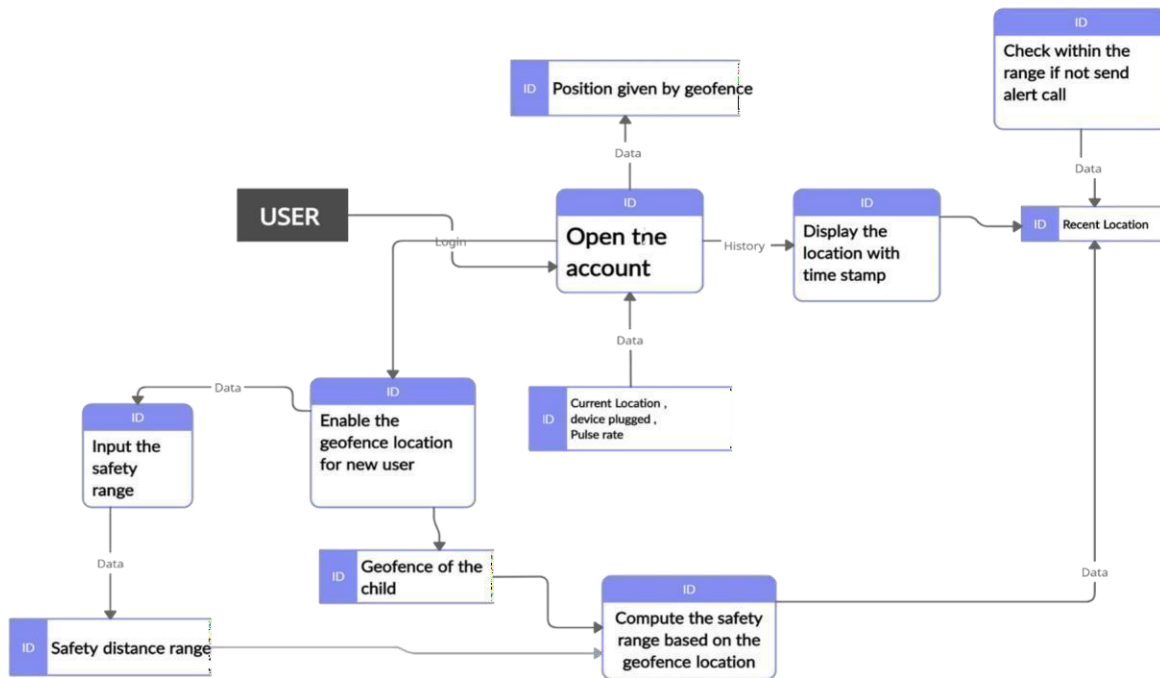 ID
Check within the
range if not send
alert call
ID
Position given by geofence
Data
Data
USER
ID
Open the
account
Login
History
ID
Display the
location with
time stamp
ID
Recent Location
Data
ID
Current Location ,
device plugged ,
Pulse rate
Data
ID
Enable the
geofence location
for new user
ID
Input the
safety
range
Data
ID
Geofence of the
child
ID
Compute the safety
range based on the
geofence location
Data
ID
Safety distance range